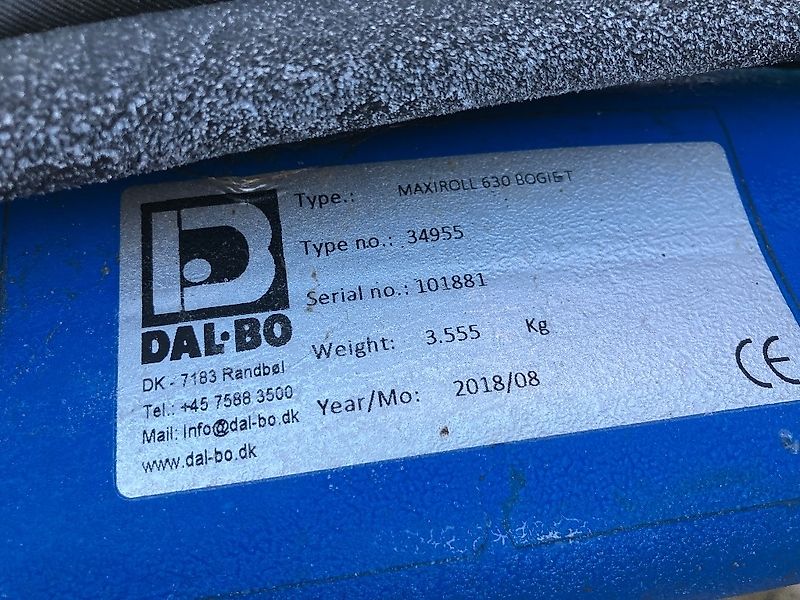 DAL-BO
DK - 7183 Randbøl
Tel.: +45 7588 3500
Mail: Info@dal-bo.dk
www.dal-bo.dk
Type.: MAXIROLL 630 BOGIET
Type no.: 34955
Serial no.: 101881
Weight: 3.555 Kg
Year/Mo: 2018/08
CE